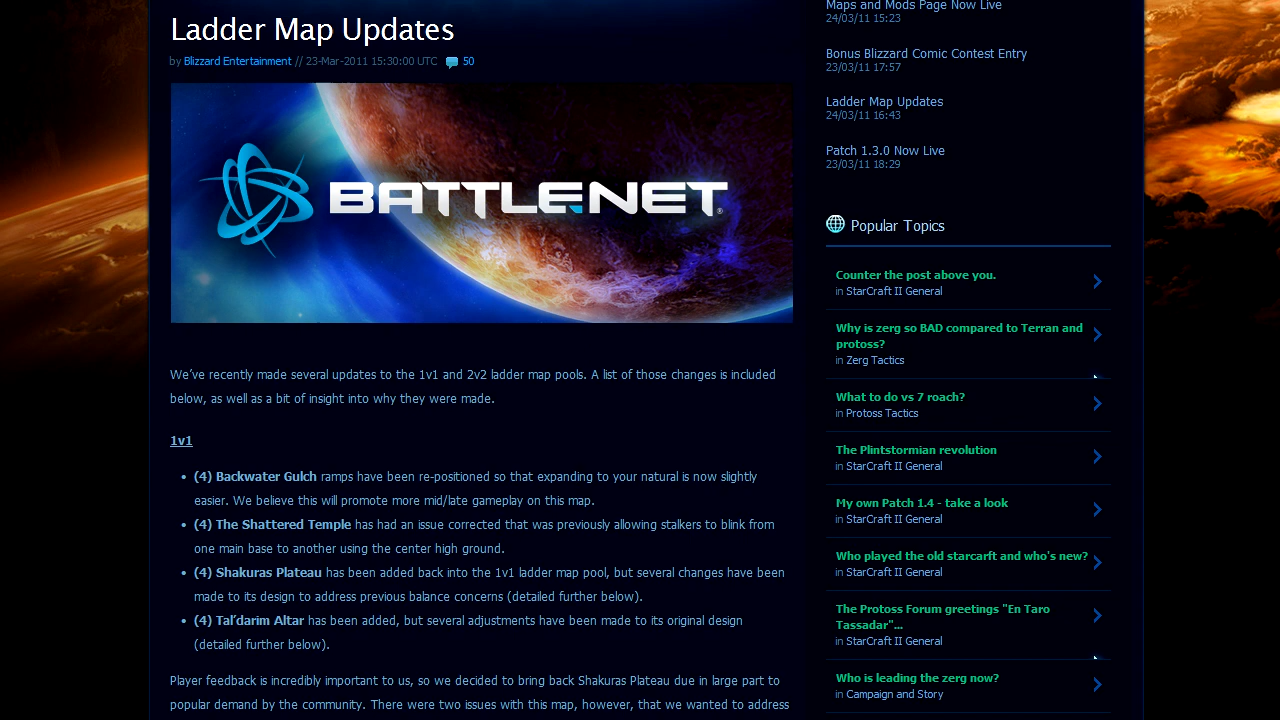 Ladder Map Updates
by Blizzard Entertainment // 23-Mar-2011 15:30:00 UTC 50
BATTLE.NET®
We've recently made several updates to the 1v1 and 2v2 ladder map pools. A list of those changes is included
below, as well as a bit of insight into why they were made.
1v1
• (4) Backwater Gulch ramps have been re-positioned so that expanding to your natural is now slightly
easier. We believe this will promote more mid/late gameplay on this map.
• (4) The Shattered Temple has had an issue corrected that was previously allowing stalkers to blink from
one main base to another using the center high ground.
• (4) Shakuras Plateau has been added back into the 1v1 ladder map pool, but several changes have been
made to its design to address previous balance concerns (detailed further below).
• (4) Tal'darim Altar has been added, but several adjustments have been made to its original design
(detailed further below).
Player feedback is incredibly important to us, so we decided to bring back Shakuras Plateau due in large part to
popular demand by the community. There were two issues with this map, however, that we wanted to address
Maps and Mods Page Now Live
24/03/11 15:23
Bonus Blizzard Comic Contest Entry
23/03/11 17:57
Ladder Map Updates
24/03/11 16:43
Patch 1.3.0 Now Live
23/03/11 18:29
Popular Topics
Counter the post above you.
in StarCraft II General
Why is zerg so BAD compared to Terran and
protoss?
in Zerg Tactics
What to do vs 7 roach?
in Protoss Tactics
The Plintstormian revolution
in StarCraft II General
My own Patch 1.4 - take a look
in StarCraft II General
Who played the old starcarft and who's new?
in StarCraft II General
The Protoss Forum greetings "En Taro
Tassadar"...
in StarCraft II General
Who is leading the zerg now?
in Campaign and Story